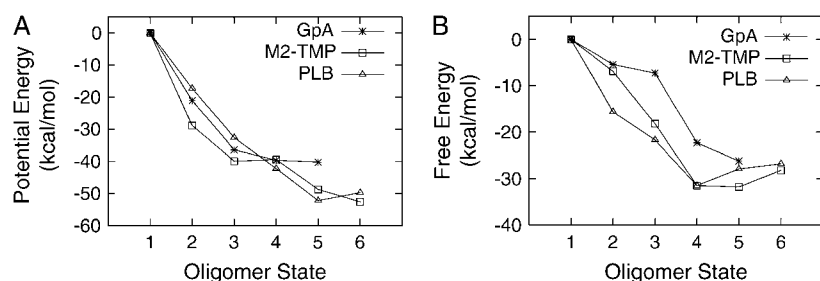 A
GpA
M2-TMP
PLB
0
-10
-20
-30
-40
-50
-60
Potential Energy
(kcal/mol)
1 2 3 4 5 6
Oligomer State
B
GpA
M2-TMP
PLB
0
-10
-20
-30
-40
Free Energy
(kcal/mol)
1 2 3 4 5 6
Oligomer State